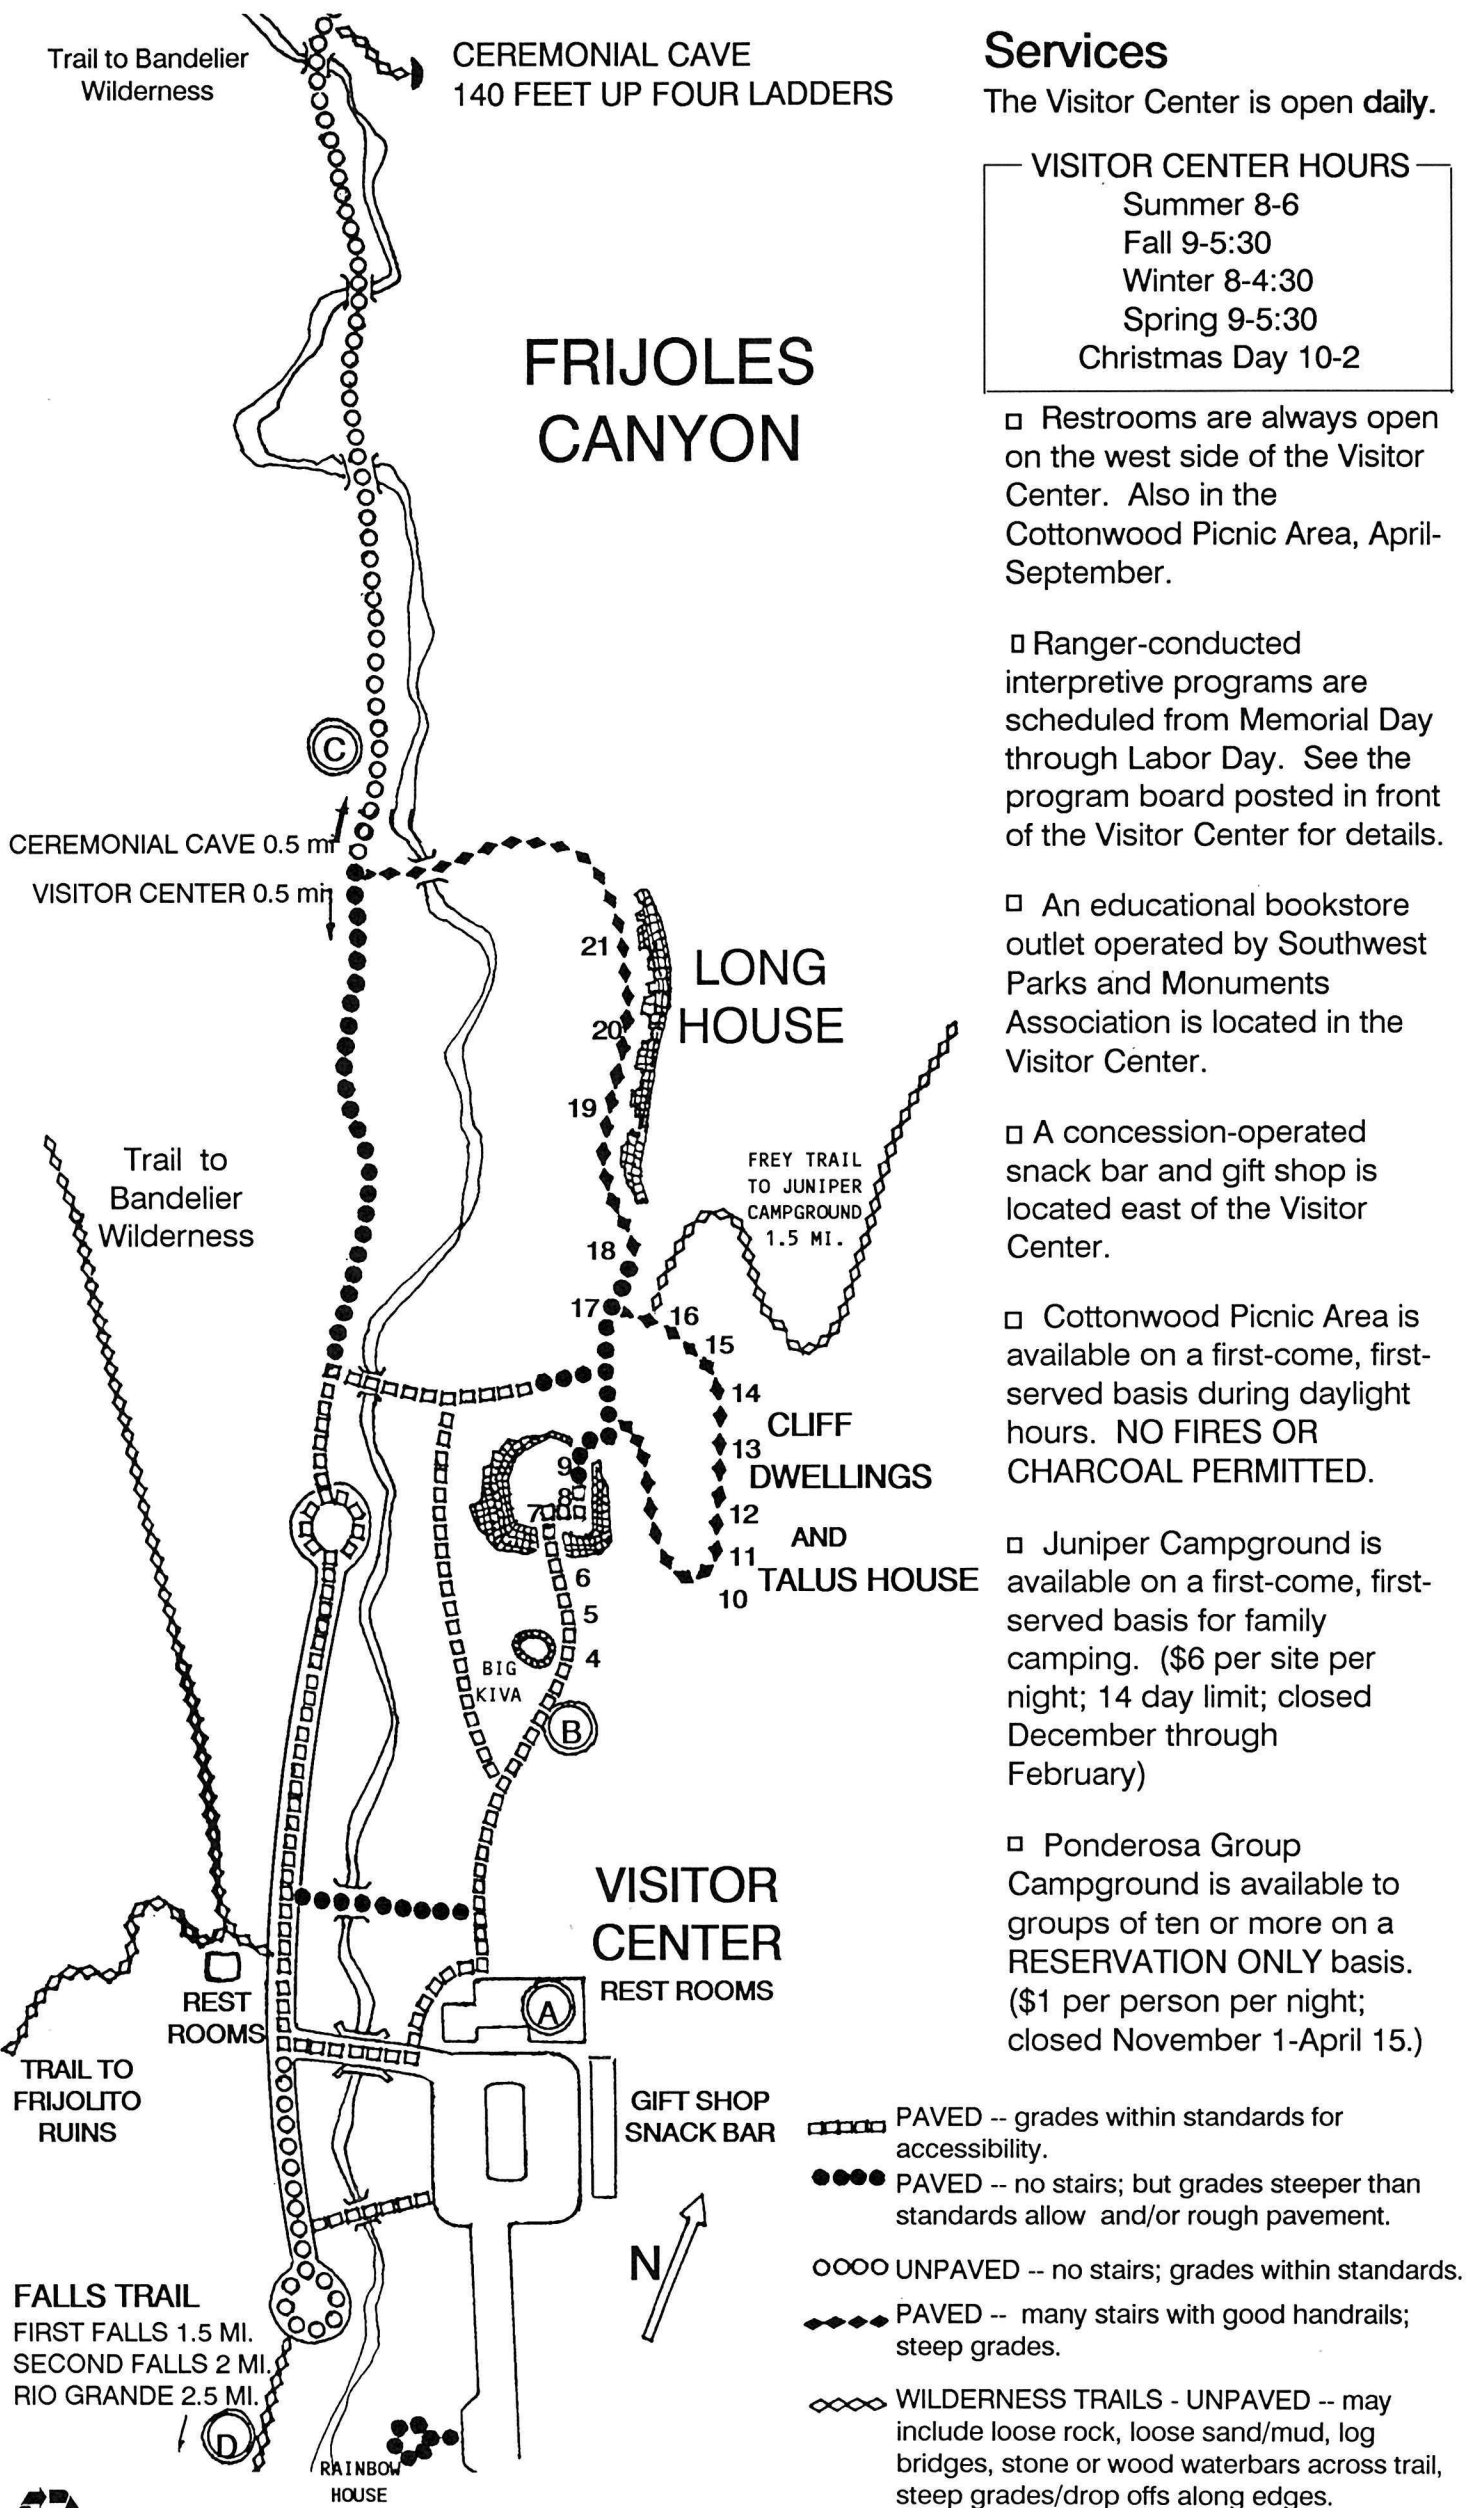 Trail to Bandelier
Wilderness
CEREMONIAL CAVE
140 FEET UP FOUR LADDERS
FRIJOLES
CANYON
C
CEREMONIAL CAVE 0.5 mi
VISITOR CENTER 0.5 mi
21
LONG
HOUSE
20
19
Trail to
Bandelier
Wilderness
FREY TRAIL
TO JUNIPER
CAMPGROUND
1.5 MI.
18
17
16
15
14
CLIFF
13
DWELLINGS
9
8
7
12
AND
11
TALUS HOUSE
10
6
5
4
BIG
KIVA
B
VISITOR
CENTER
REST ROOMS
A
REST
ROOMS
TRAIL TO
FRIJOLITO
RUINS
GIFT SHOP
SNACK BAR
N
FALLS TRAIL
FIRST FALLS 1.5 MI.
SECOND FALLS 2 MI.
RIO GRANDE 2.5 MI.
D
RAINBOW
HOUSE
Services
The Visitor Center is open daily.
VISITOR CENTER HOURS
Summer 8-6
Fall 9-5:30
Winter 8-4:30
Spring 9-5:30
Christmas Day 10-2
Restrooms are always open
on the west side of the Visitor
Center. Also in the
Cottonwood Picnic Area, April-
September.
Ranger-conducted
interpretive programs are
scheduled from Memorial Day
through Labor Day. See the
program board posted in front
of the Visitor Center for details.
An educational bookstore
outlet operated by Southwest
Parks and Monuments
Association is located in the
Visitor Center.
A concession-operated
snack bar and gift shop is
located east of the Visitor
Center.
Cottonwood Picnic Area is
available on a first-come, first-
served basis during daylight
hours. NO FIRES OR
CHARCOAL PERMITTED.
Juniper Campground is
available on a first-come, first-
served basis for family
camping. ($6 per site per
night; 14 day limit; closed
December through
February)
Ponderosa Group
Campground is available to
groups of ten or more on a
RESERVATION ONLY basis.
($1 per person per night;
closed November 1-April 15.)
PAVED -- grades within standards for
accessibility.
PAVED -- no stairs; but grades steeper than
standards allow and/or rough pavement.
UNPAVED -- no stairs; grades within standards.
PAVED -- many stairs with good handrails;
steep grades.
WILDERNESS TRAILS - UNPAVED -- may
include loose rock, loose sand/mud, log
bridges, stone or wood waterbars across trail,
steep grades/drop offs along edges.